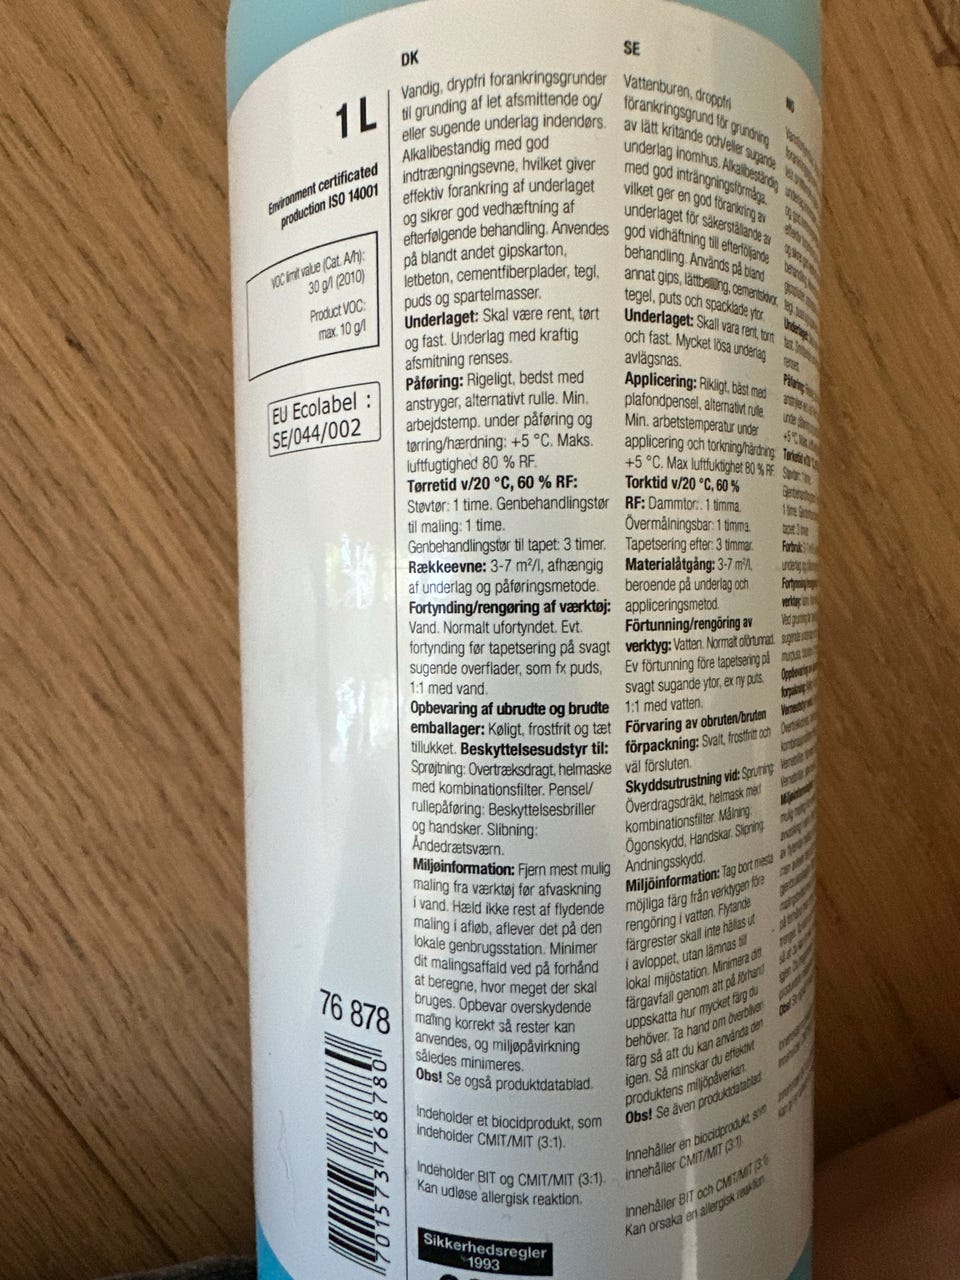 1 L
Environment certificated
production ISO 14001
VOC limit value (Cat. A/h):
30 g/l (2010)
Product VOC:
max. 10 g/l
EU Ecolabel :
SE/044/002
76 878
7 01573 768780
DK
Vandig, drypfri forankringsgrunder
til grunding af let afsmittende og/
eller sugende underlag indendørs.
Alkalibestandig med god
indtrængningsevne, hvilket giver
effektiv forankring af underlaget
og sikrer god vedhæftning af
efterfølgende behandling. Anvendes
på blandt andet gipskarton,
letbeton, cementfiberplader, tegl,
puds og spartelmasser.
Underlaget: Skal være rent, tørt
og fast. Underlag med kraftig
afsmitning renses.
Påføring: Rigeligt, bedst med
anstryger, alternativt rulle. Min.
arbejdstemp. under påføring og
tørring/hærdning: +5 °C. Maks.
luftfugtighed 80 % RF.
Tørretid v/20 °C, 60 % RF:
Støvtør: 1 time. Genbehandlingstør
til maling: 1 time.
Genbehandlingstør til tapet: 3 timer.
Rækkeevne: 3-7 m²/l, afhængig
af underlag og påføringsmetode.
Fortynding/rengøring af værktøj:
Vand. Normalt ufortyndet. Evt.
fortynding før tapetsering på svagt
sugende overflader, som fx puds,
1:1 med vand.
Opbevaring af ubrudte og brudte
emballager: Køligt, frostfrit og tæt
tillukket. Beskyttelsesudstyr til:
Sprøjtning: Overtræksdragt, helmaske
med kombinationsfilter. Pensel/
rullepåføring: Beskyttelsesbriller
og handsker. Slibning:
Åndedrætsværn.
Miljøinformation: Fjern mest mulig
maling fra værktøj før afvaskning
i vand. Hæld ikke rest af flydende
maling i afløb, aflever det på den
lokale genbrugsstation. Minimer
dit malingsaffald ved på forhånd
at beregne, hvor meget der skal
bruges. Opbevar overskydende
maling korrekt så rester kan
anvendes, og miljøpåvirkning
således minimeres.
Obs! Se også produktdatablad.
Indeholder et biocidprodukt, som
indeholder CMIT/MIT (3:1).
Indeholder BIT og CMIT/MIT (3:1).
Kan udløse allergisk reaktion.
Sikkerhedsregler
1993
SE
Vattenburen, droppfri
förankringsgrund för grundning
av lätt kritande och/eller sugande
underlag inomhus. Alkalibeständig
med god inträngningsförmåga,
vilket ger en god förankring av
underlaget för säkerställande av
god vidhäftning till efterföljande
behandling. Används på bland
annat gips, lättbetong, cementskivor,
tegel, puts och spacklade ytor.
Underlaget: Skall vara rent, torrt
och fast. Mycket lösa underlag
avlägsnas.
Applicering: Rikligt, bäst med
plafondpensel, alternativt rulle.
Min. arbetstemperatur under
applicering och torkning/härdning:
+5 °C. Max luftfuktighet 80 % RF.
Torktid v/20 °C, 60 %
RF: Dammtorr: 1 timma.
Övermålningsbar: 1 timma.
Tapetsering efter: 3 timmar.
Materialåtgång: 3-7 m²/l,
beroende på underlag och
appliceringsmetod.
Förtunning/rengöring av
verktyg: Vatten. Normalt oförtunnad.
Ev förtunning före tapetsering på
svagt sugande ytor, ex ny puts.
1:1 med vatten.
Förvaring av obruten/bruten
förpackning: Svalt, frostfritt och
väl försluten.
Skyddsutrustning vid: Sprutning:
Överdragsdräkt, helmask med
kombinationsfilter. Målning:
Ögonskydd, Handskar. Slipning:
Andningsskydd.
Miljöinformation: Tag bort mesta
möjliga färg från verktygen före
rengöring i vatten. Flytande
färgrester skall inte hällas ut
i avloppet, utan lämnas till
lokal miljöstation. Minimera ditt
färgavfall genom att på förhand
uppskatta hur mycket färg du
behöver. Ta hand om överbliven
färg så att du kan använda den
igen. Så minskar du effektivt
produktens miljöpåverkan.
Obs! Se även produktdatablad.
Innehåller en biocidprodukt, som
innehåller CMIT/MIT (3:1).
Innehåller BIT och CMIT/MIT (3:1).
Kan orsaka en allergisk reaktion.
NO